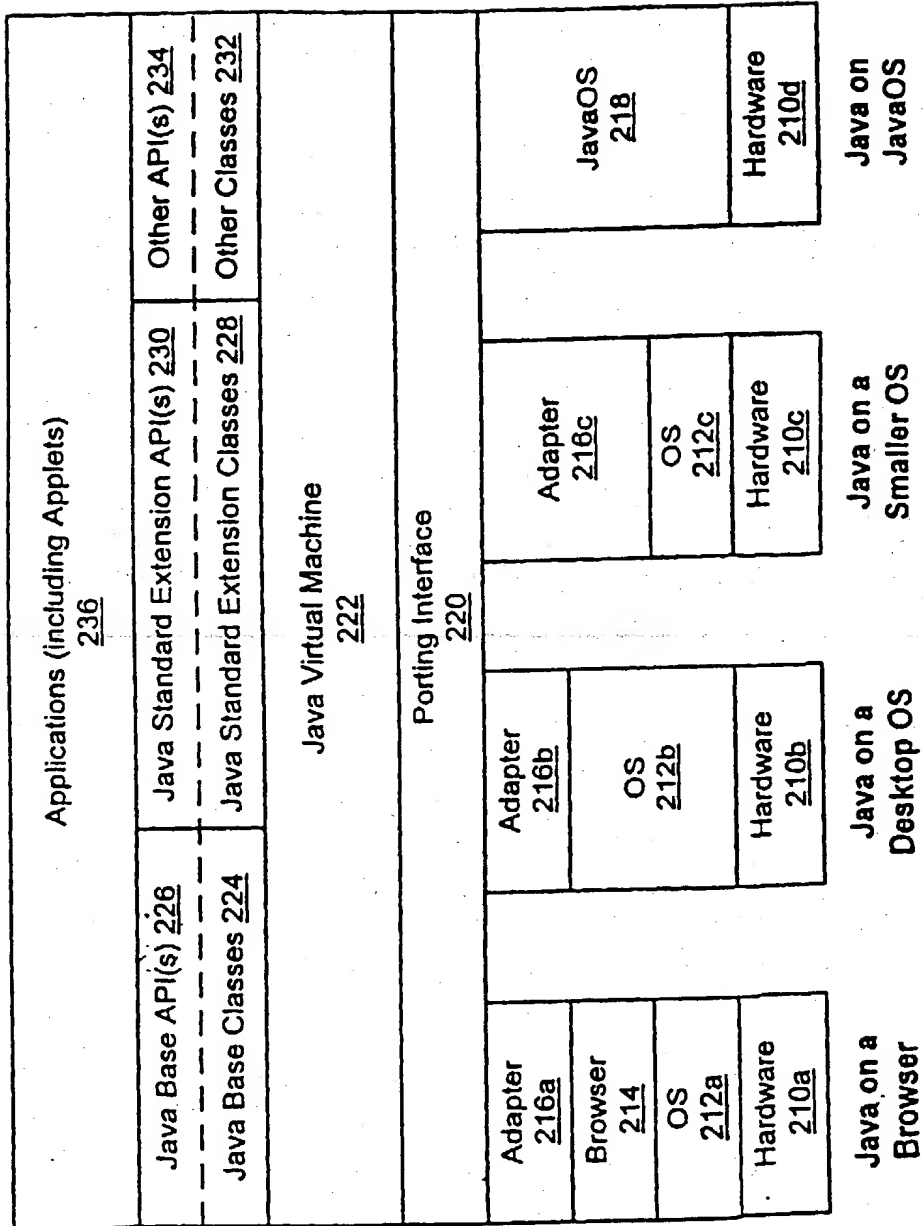 Applications (including Applets)
236
Java Base API(s) 226
Java Standard Extension API(s) 230
Other API(s) 234
Java Base Classes 224
Java Standard Extension Classes 228
Other Classes 232
Java Virtual Machine
222
Porting Interface
220
Adapter
216a
Browser
214
OS
212a
Hardware
210a
Java on a
Browser
Adapter
216b
OS
212b
Hardware
210b
Java on a
Desktop OS
Adapter
216c
OS
212c
Hardware
210c
Java on a
Smaller OS
JavaOS
218
Hardware
210d
Java on
JavaOS